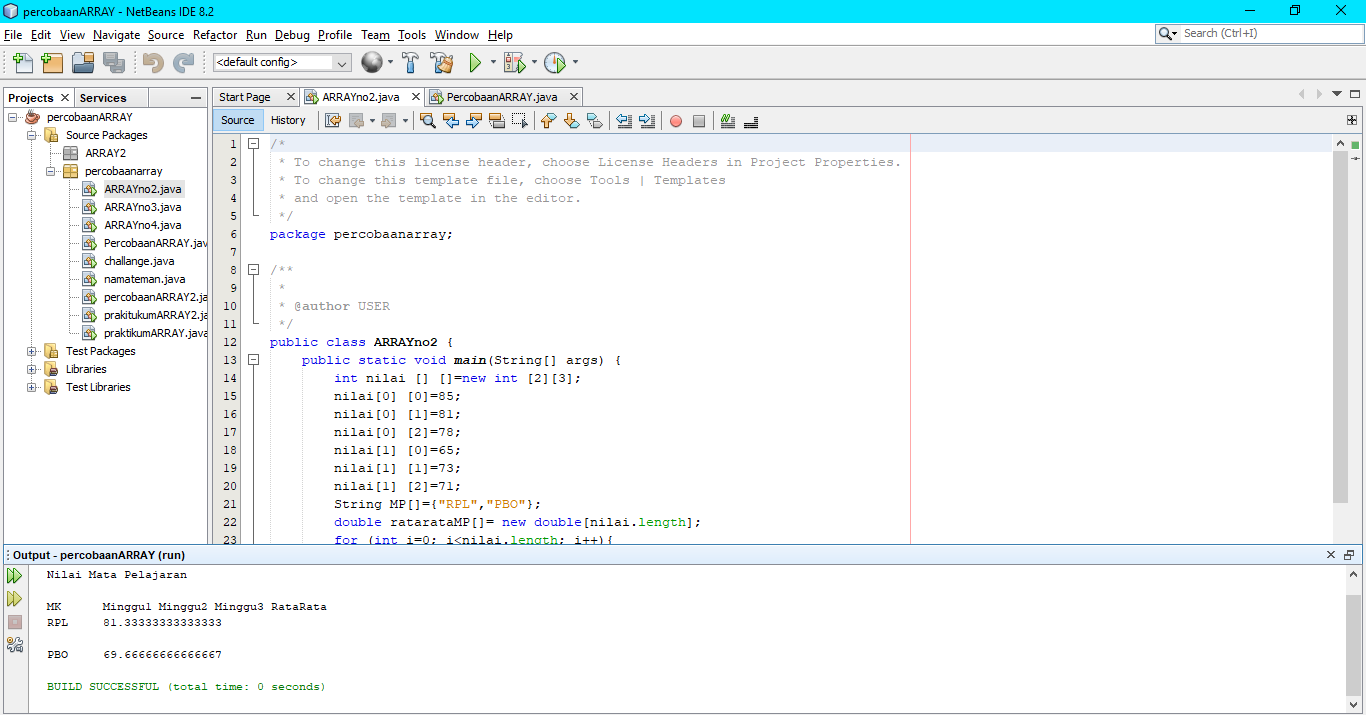 percobaanARRAY - NetBeans IDE 8.2
File Edit View Navigate Source Refactor Run Debug Profile Team Tools Window Help
Search (Ctrl+I)
<default config>
Projects Services
percobaanARRAY
Source Packages
ARRAY2
percobaanarray
ARRAYno2.java
ARRAYno3.java
ARRAYno4.java
PercobaanARRAY.jav
challange.java
namateman.java
percobaanARRAY2.ja
prakitukumARRAY2.ja
praktikumARRAY.java
Test Packages
Libraries
Test Libraries
Start Page ARRAYno2.java PercobaanARRAY.java
Source History
1 /*
2 * To change this license header, choose License Headers in Project Properties.
3 * To change this template file, choose Tools | Templates
4 * and open the template in the editor.
5 */
6 package percobaanarray;
7
8 /**
9 *
10 * @author USER
11 */
12 public class ARRAYno2 {
13 public static void main(String[] args) {
14 int nilai [] []=new int [2][3];
15 nilai[0] [0]=85;
16 nilai[0] [1]=81;
17 nilai[0] [2]=78;
18 nilai[1] [0]=65;
19 nilai[1] [1]=73;
20 nilai[1] [2]=71;
21 String MP[]={"RPL","PBO"};
22 double ratarataMP[]= new double[nilai.length];
23 for (int i=0; i<nilai.length; i++){
Output - percobaanARRAY (run)
Nilai Mata Pelajaran
MK Minggu1 Minggu2 Minggu3 RataRata
RPL 81.33333333333333
PBO 69.66666666666667
BUILD SUCCESSFUL (total time: 0 seconds)